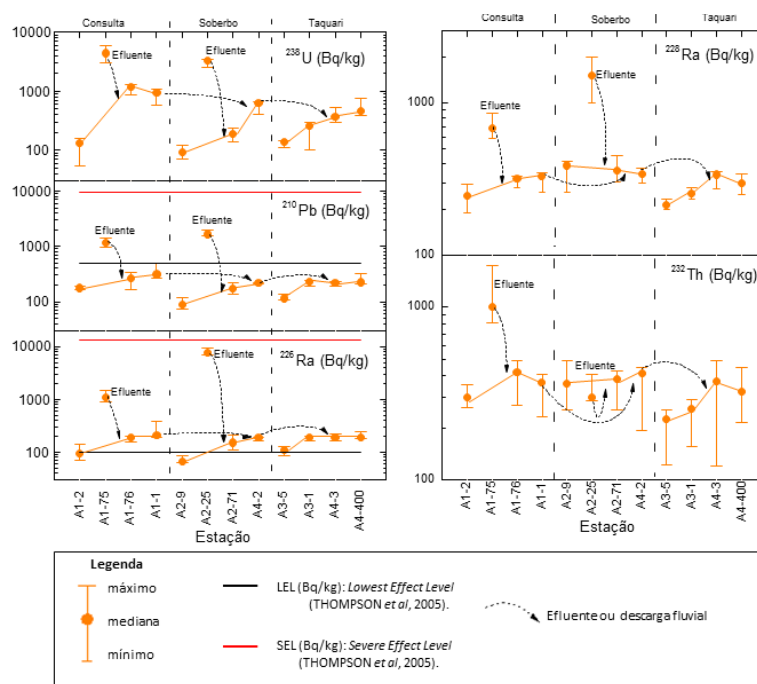 Consulta Soberbo Taquari
10000
1000
100
Efluente
Efluente
238U (Bq/kg)
10000
1000
100
210Pb (Bq/kg)
Efluente
Efluente
10000
1000
100
226Ra (Bq/kg)
Efluente
Efluente
A1-2 A1-75 A1-76 A1-1 A2-9 A2-25 A2-71 A4-2 A3-5 A3-1 A4-3 A4-400
Estação
Consulta Soberbo Taquari
228Ra (Bq/kg)
Efluente
Efluente
1000
100
232Th (Bq/kg)
Efluente
Efluente
1000
100
A1-2 A1-75 A1-76 A1-1 A2-9 A2-25 A2-71 A4-2 A3-5 A3-1 A4-3 A4-400
Estação
Legenda
máximo
mediana
mínimo
LEL (Bq/kg): Lowest Effect Level
(THOMPSON et al, 2005).
SEL (Bq/kg): Severe Effect Level
(THOMPSON et al, 2005).
Efluente ou descarga fluvial